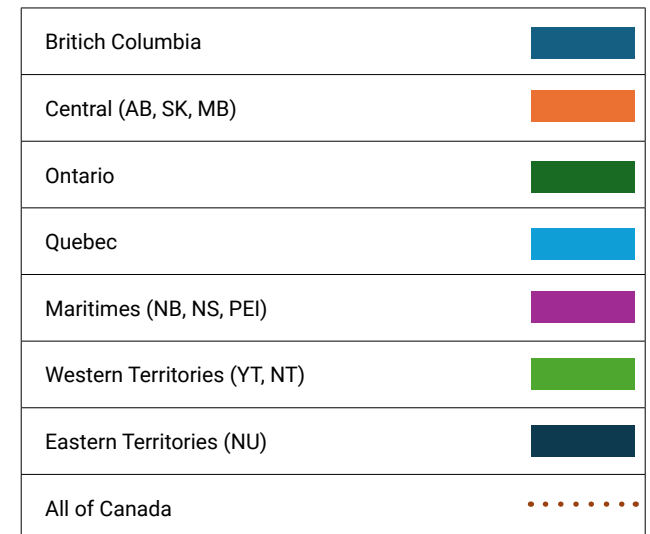 Britich Columbia
Central (AB, SK, MB)
Ontario
Quebec
Maritimes (NB, NS, PEI)
Western Territories (YT, NT)
Eastern Territories (NU)
All of Canada